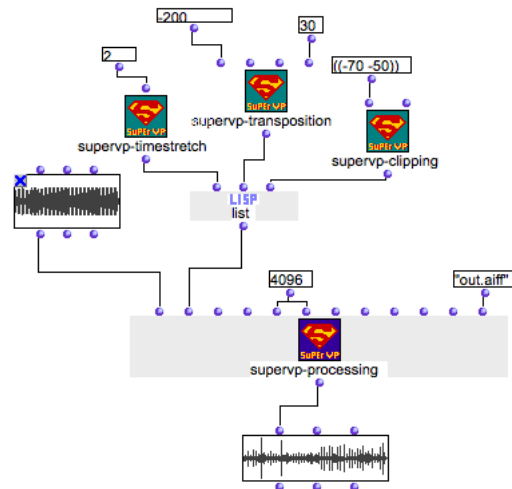 -200
30
2
((-70 -50))
SUPER VP
supervp-transposition
SUPER VP
supervp-timestretch
SUPER VP
supervp-clipping
LISP
list
4096
"out.aiff"
SUPER VP
supervp-processing